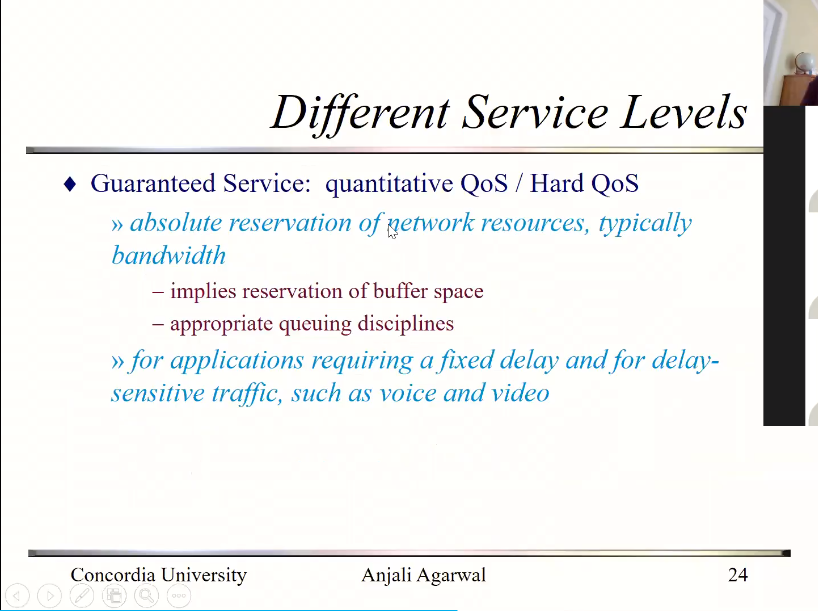 Different Service Levels
♦ Guaranteed Service: quantitative QoS / Hard QoS
» absolute reservation of network resources, typically
bandwidth
– implies reservation of buffer space
– appropriate queuing disciplines
» for applications requiring a fixed delay and for delay-
sensitive traffic, such as voice and video
Concordia University Anjali Agarwal 24